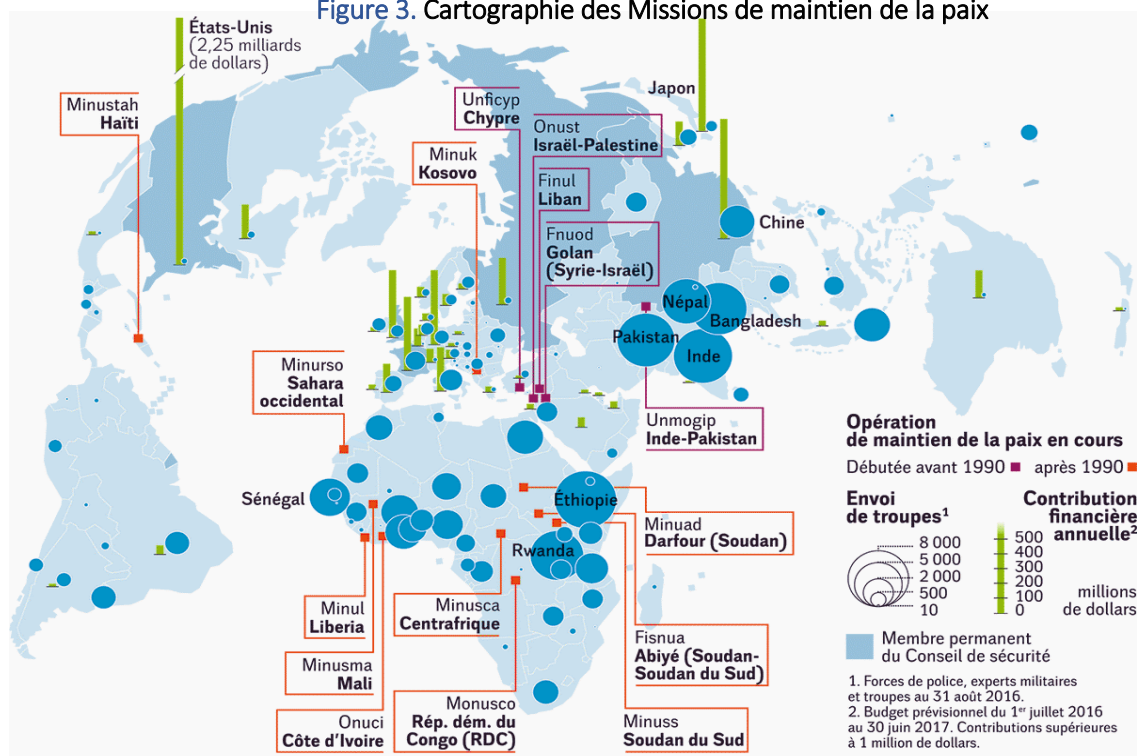 Figure 3. Cartographie des Missions de maintien de la paix
États-Unis
(2,25 milliards
de dollars)
Minustah
Haïti
Minuk
Kosovo
Unficyp
Chypre
Onust
Israël-Palestine
Finul
Liban
Fnuod
Golan
(Syrie-Israël)
Japon
Chine
Népal
Bangladesh
Pakistan
Inde
Minurso
Sahara
occidental
Unmogip
Inde-Pakistan
Sénégal
Éthiopie
Rwanda
Minuad
Darfour (Soudan)
Minul
Liberia
Minusca
Centrafrique
Minusma
Mali
Fisnua
Abiyé (Soudan-
Soudan du Sud)
Onuci
Côte d'Ivoire
Monusco
Rép. dém. du
Congo (RDC)
Minuss
Soudan du Sud
Opération
de maintien de la paix en cours
Débutée avant 1990 après 1990
Envoi
de troupes¹
8 000
5 000
2 000
500
10
Contribution
financière
annuelle²
500
400
300
200
100
0
millions
de dollars
Membre permanent
du Conseil de sécurité
1. Forces de police, experts militaires
et troupes au 31 août 2016.
2. Budget prévisionnel du 1er juillet 2016
au 30 juin 2017. Contributions supérieures
à 1 million de dollars.